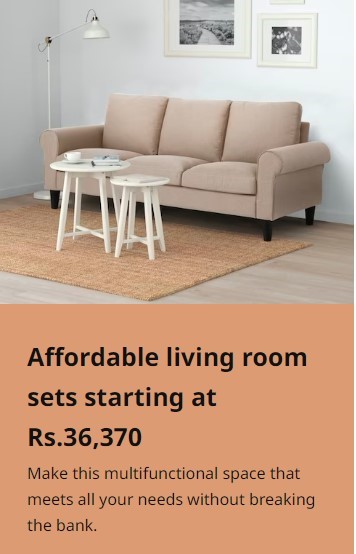 Affordable living room
sets starting at
Rs.36,370
Make this multifunctional space that
meets all your needs without breaking
the bank.